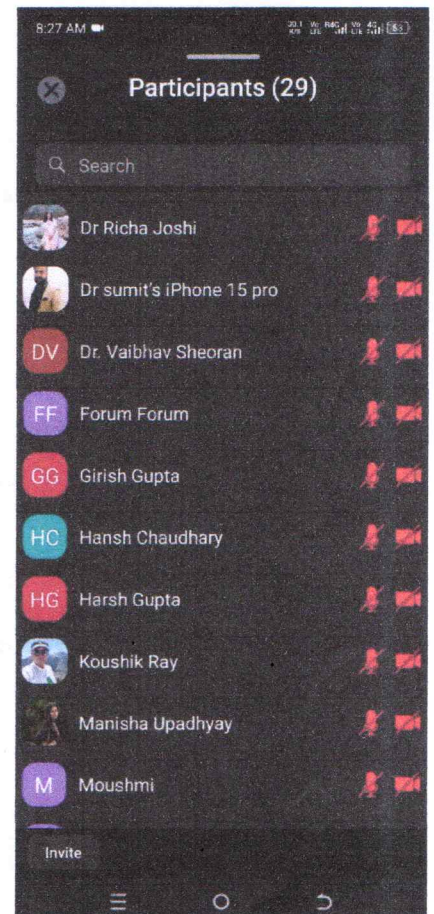 8:27 AM
Participants (29)
Search
Dr Richa Joshi
Dr sumit's iPhone 15 pro
DV Dr. Vaibhav Sheoran
FF Forum Forum
GG Girish Gupta
HC Hansh Chaudhary
HG Harsh Gupta
Koushik Ray
Manisha Upadhyay
M Moushmi
Invite